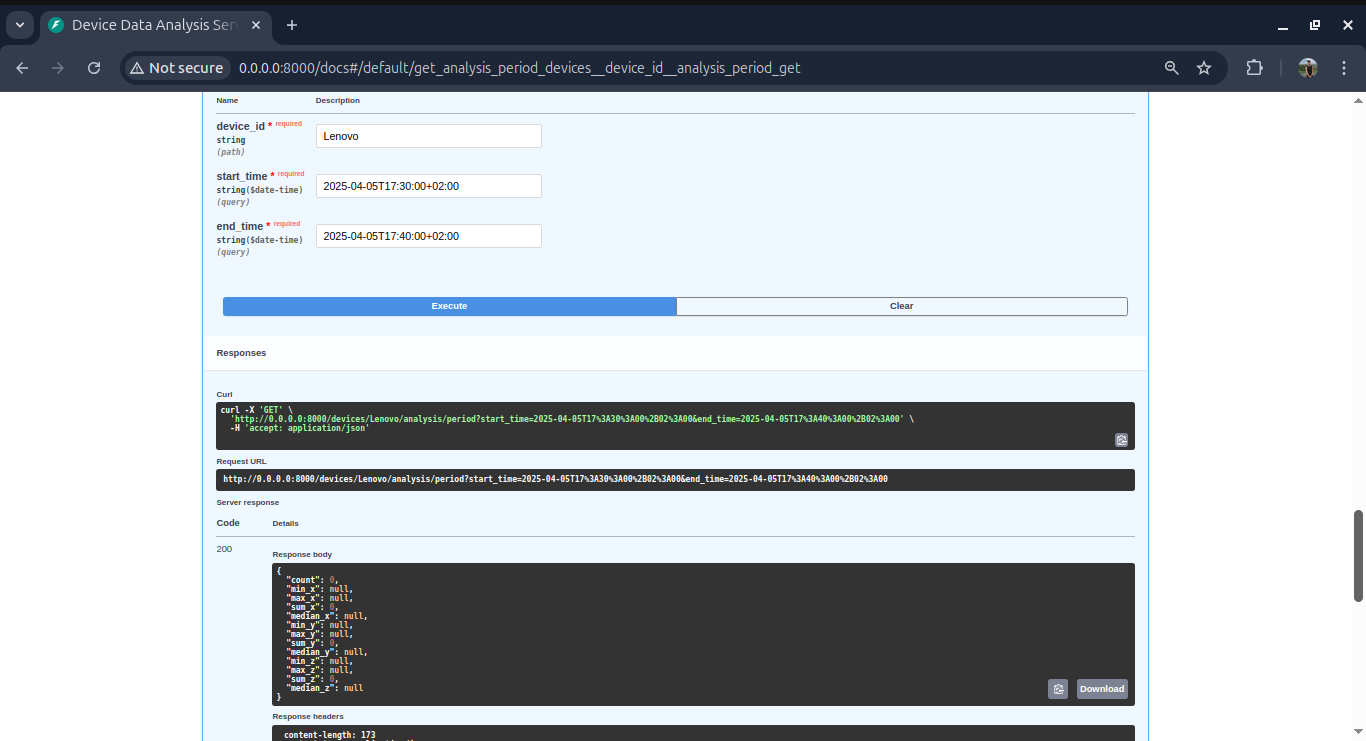 Device Data Analysis Ser
Not secure
0.0.0.0:8000/docs#/default/get_analysis_period_devices__device_id__analysis_period_get
Name Description
device_id * required
string
(path)
Lenovo
start_time * required
string($date-time)
(query)
2025-04-05T17:30:00+02:00
end_time * required
string($date-time)
(query)
2025-04-05T17:40:00+02:00
Execute
Clear
Responses
Curl
curl -X 'GET' \
'http://0.0.0.0:8000/devices/Lenovo/analysis/period?start_time=2025-04-05T17%3A30%3A00%2B02%3A00&end_time=2025-04-05T17%3A40%3A00%2B02%3A00' \
-H 'accept: application/json'
Request URL
http://0.0.0.0:8000/devices/Lenovo/analysis/period?start_time=2025-04-05T17%3A30%3A00%2B02%3A00&end_time=2025-04-05T17%3A40%3A00%2B02%3A00
Server response
Code Details
200
Response body
{
"count": 0,
"min_x": null,
"max_x": null,
"sum_x": 0,
"median_x": null,
"min_y": null,
"max_y": null,
"sum_y": 0,
"median_y": null,
"min_z": null,
"max_z": null,
"sum_z": 0,
"median_z": null
}
Download
Response headers
content-length: 173